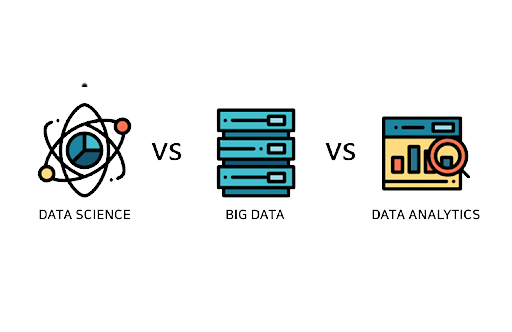 VS
VS
DATA SCIENCE
BIG DATA
DATA ANALYTICS